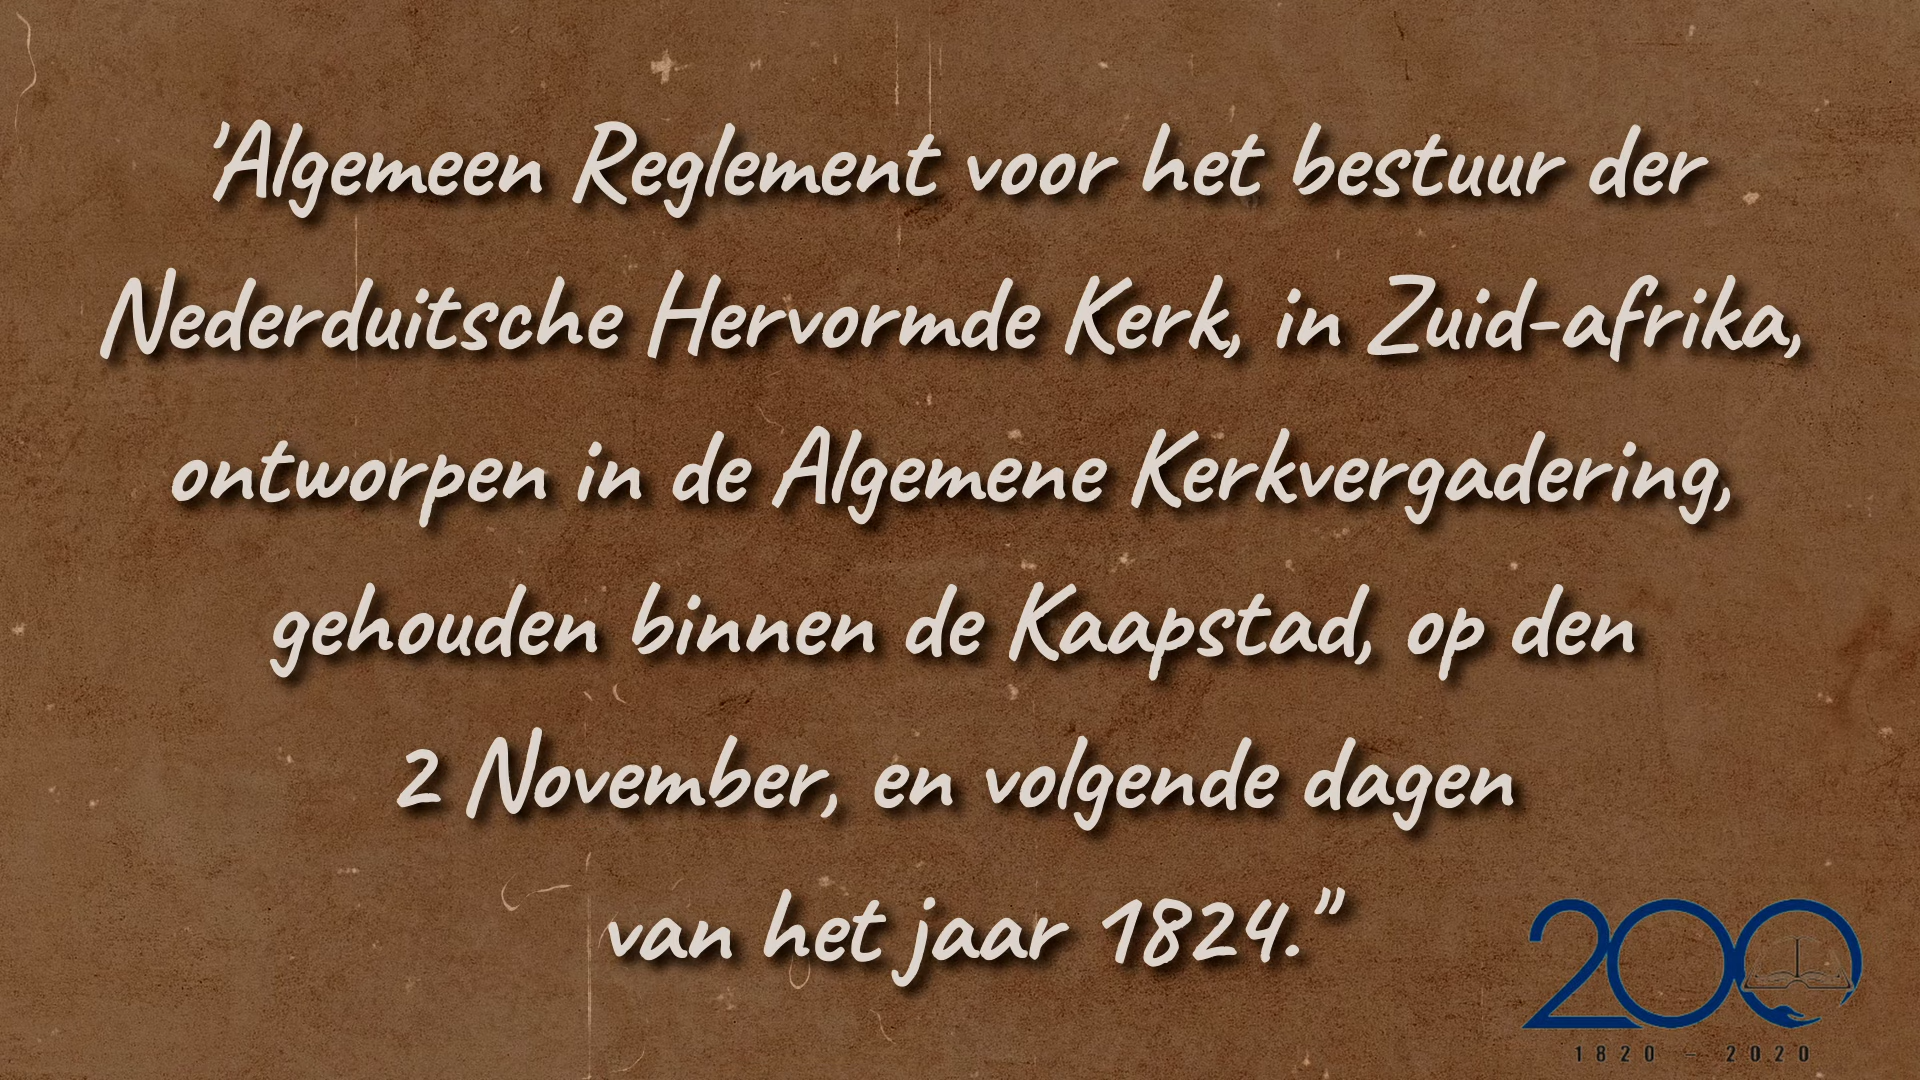 'Algemeen Reglement voor het bestuur der
Nederduitsche Hervormde Kerk, in Zuid-afrika,
ontworpen in de Algemene Kerkvergadering,
gehouden binnen de Kaapstad, op den
2 November, en volgende dagen
van het jaar 1824."
200
1820 - 2020